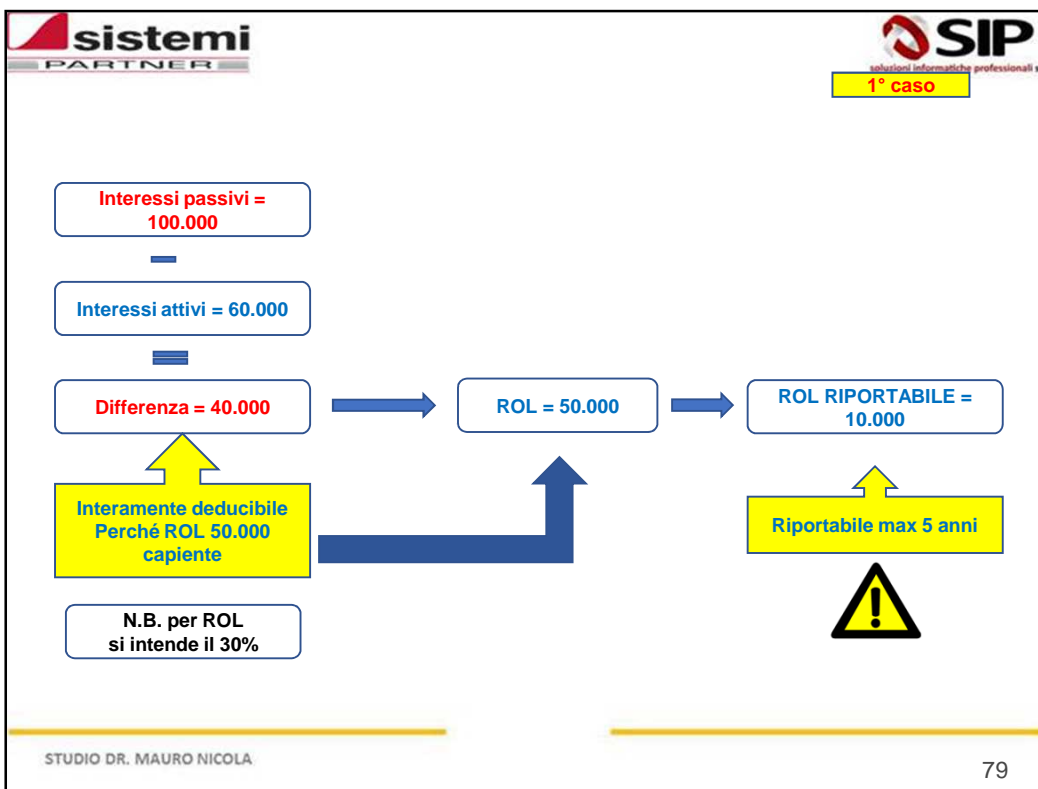 sistemi
PARTNER
SIP
soluzioni informatiche professionali s
1° caso
Interessi passivi =
100.000
Interessi attivi = 60.000
Differenza = 40.000
ROL = 50.000
ROL RIPORTABILE =
10.000
Interamente deducibile
Perché ROL 50.000
capiente
Riportabile max 5 anni
N.B. per ROL
si intende il 30%
STUDIO DR. MAURO NICOLA
79